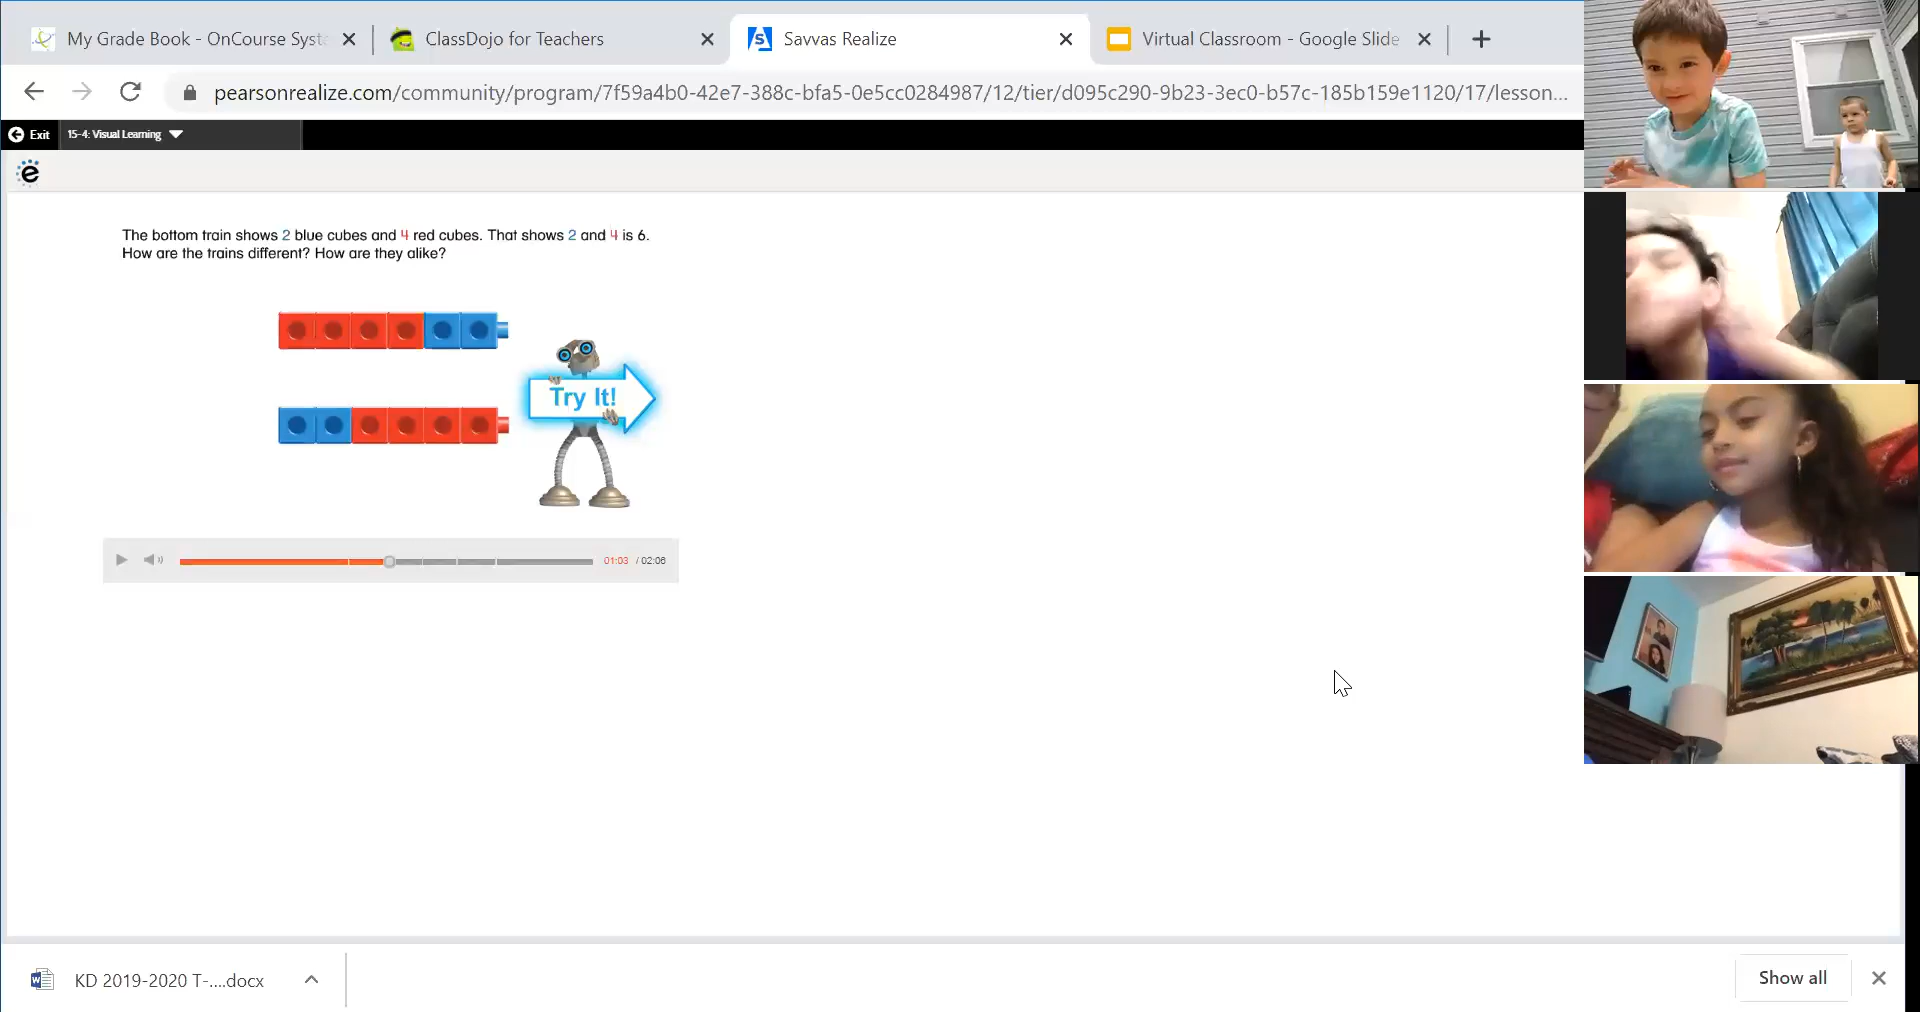 My Grade Book - OnCourse Syste
ClassDojo for Teachers
Savvas Realize
Virtual Classroom - Google Slide
pearsonrealize.com/community/program/7f59a4b0-42e7-388c-bfa5-0e5cc0284987/12/tier/d095c290-9b23-3ec0-b57c-185b159e1120/17/lesson...
Exit 15-4: Visual Learning
e
The bottom train shows 2 blue cubes and 4 red cubes. That shows 2 and 4 is 6.
How are the trains different? How are they alike?
Try It!
01:03 / 02:06
KD 2019-2020 T-....docx
Show all